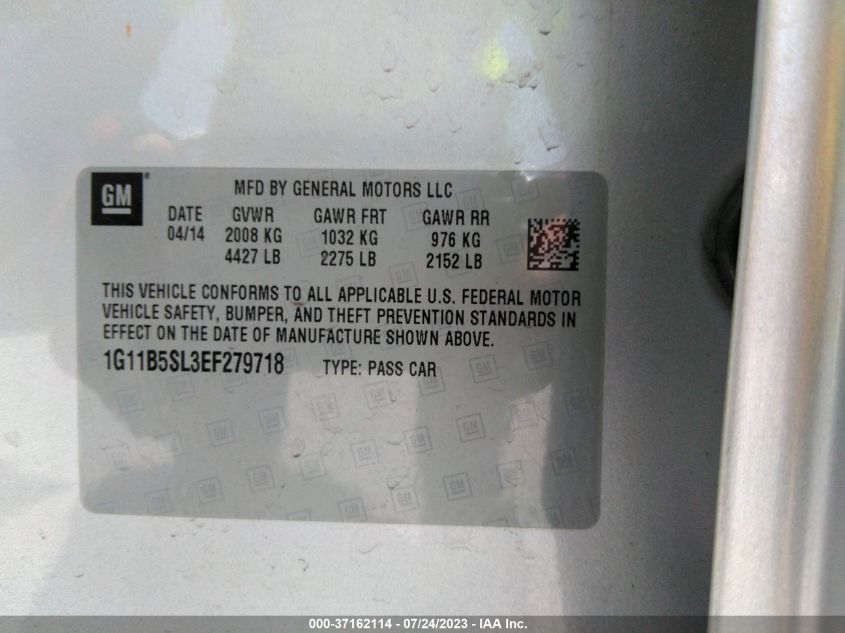 GM
MFD BY GENERAL MOTORS LLC
DATE GVWR GAWR FRT GAWR RR
04/14 2008 KG 1032 KG 976 KG
4427 LB 2275 LB 2152 LB
THIS VEHICLE CONFORMS TO ALL APPLICABLE U.S. FEDERAL MOTOR
VEHICLE SAFETY, BUMPER, AND THEFT PREVENTION STANDARDS IN
EFFECT ON THE DATE OF MANUFACTURE SHOWN ABOVE.
1G11B5SL3EF279718 TYPE: PASS CAR
000-37162114 - 07/24/2023 - IAA Inc.